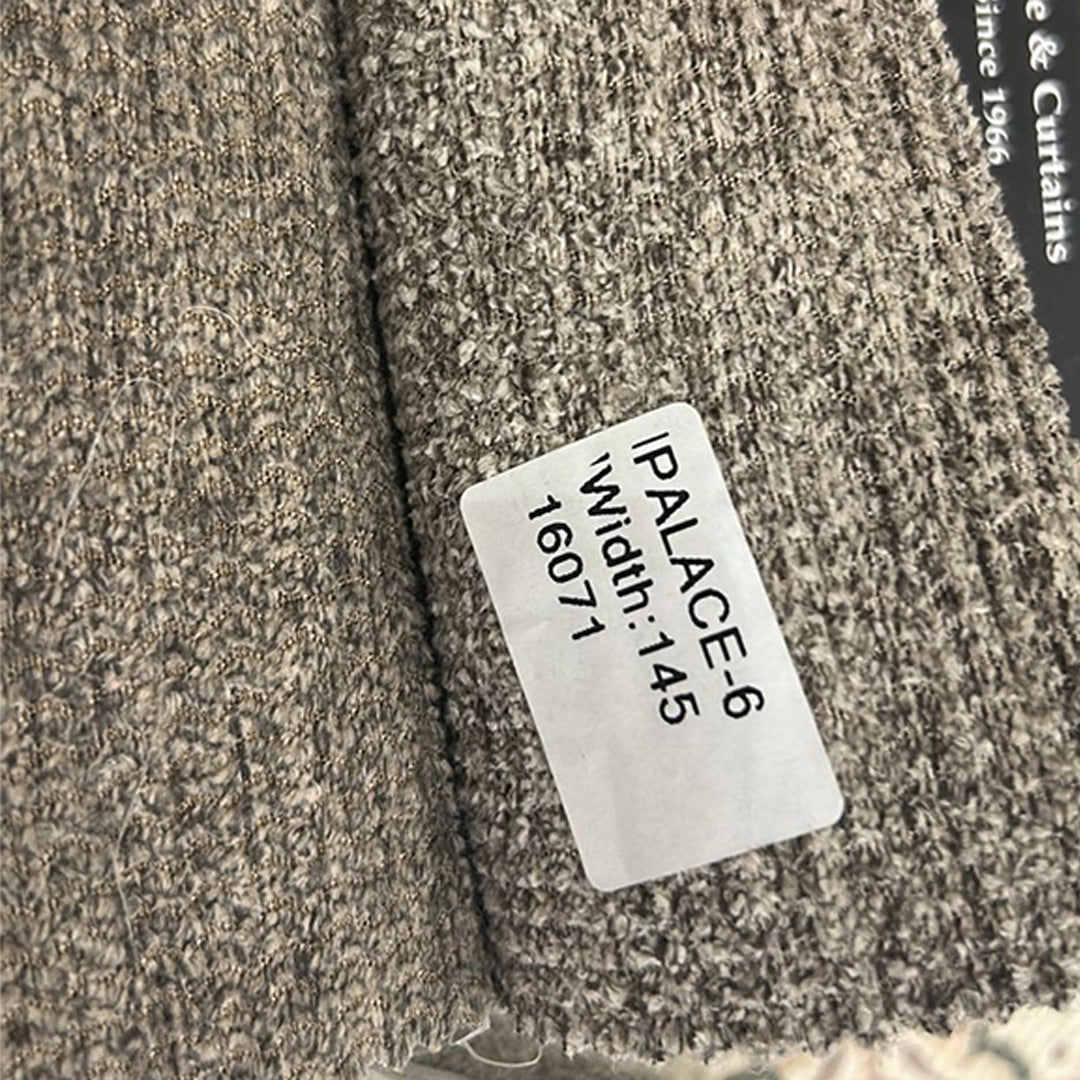 IPALACE-6
'Width:145
16071
e & Curtains
ince 1966